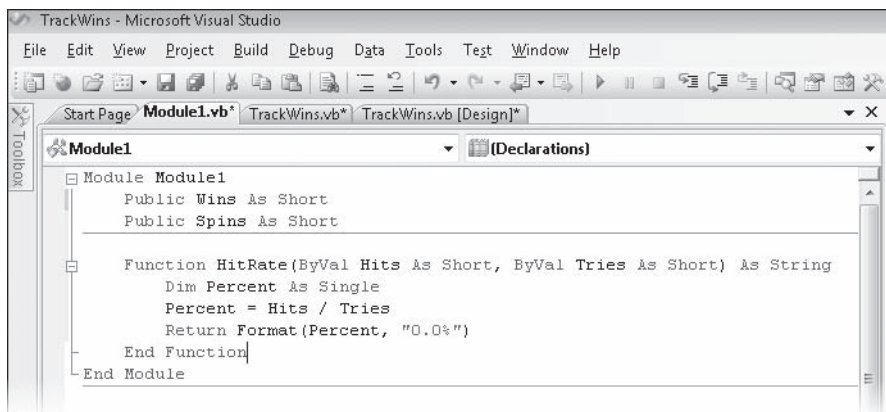 TrackWins - Microsoft Visual Studio
File Edit View Project Build Debug Data Tools Test Window Help
Toolbox
Start Page Module1.vb* TrackWins.vb* TrackWins.vb [Design]*
Module1 (Declarations)
Module Module1
Public Wins As Short
Public Spins As Short
Function HitRate(ByVal Hits As Short, ByVal Tries As Short) As String
Dim Percent As Single
Percent = Hits / Tries
Return Format(Percent, "0.0%")
End Function
End Module